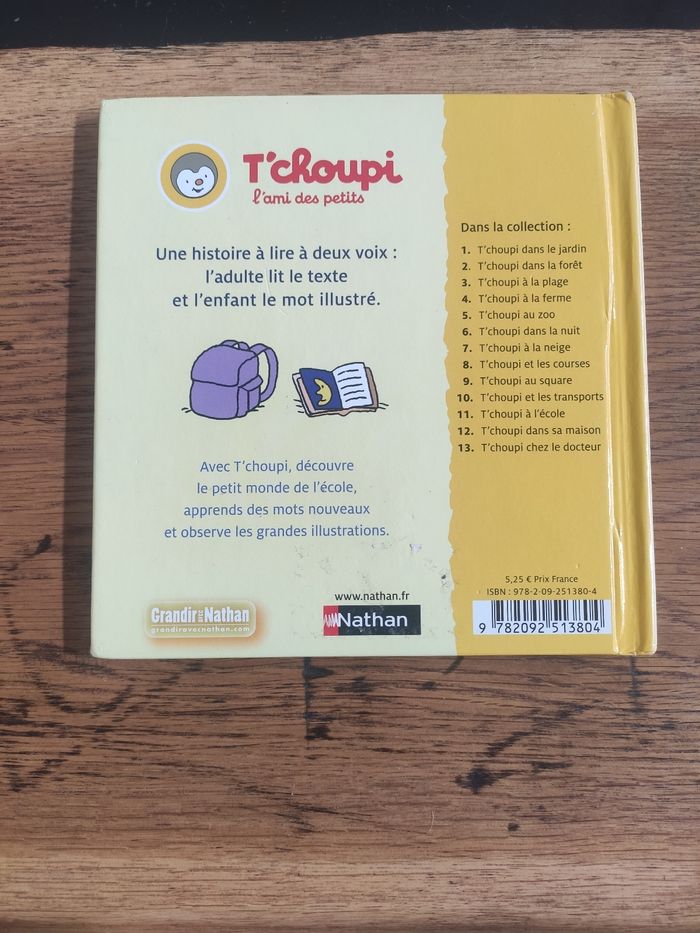 T'choupi
l'ami des petits
Une histoire à lire à deux voix :
l'adulte lit le texte
et l'enfant le mot illustré.
Avec T'choupi, découvre
le petit monde de l'école,
apprends des mots nouveaux
et observe les grandes illustrations.
Grandir avec Nathan
grandiravecnathan.com
www.nathan.fr
Nathan
Dans la collection :
1. T'choupi dans le jardin
2. T'choupi dans la forêt
3. T'choupi à la plage
4. T'choupi à la ferme
5. T'choupi au zoo
6. T'choupi dans la nuit
7. T'choupi à la neige
8. T'choupi et les courses
9. T'choupi au square
10. T'choupi et les transports
11. T'choupi à l'école
12. T'choupi dans sa maison
13. T'choupi chez le docteur
5,25 € Prix France
ISBN : 978-2-09-251380-4
9 782092 513804